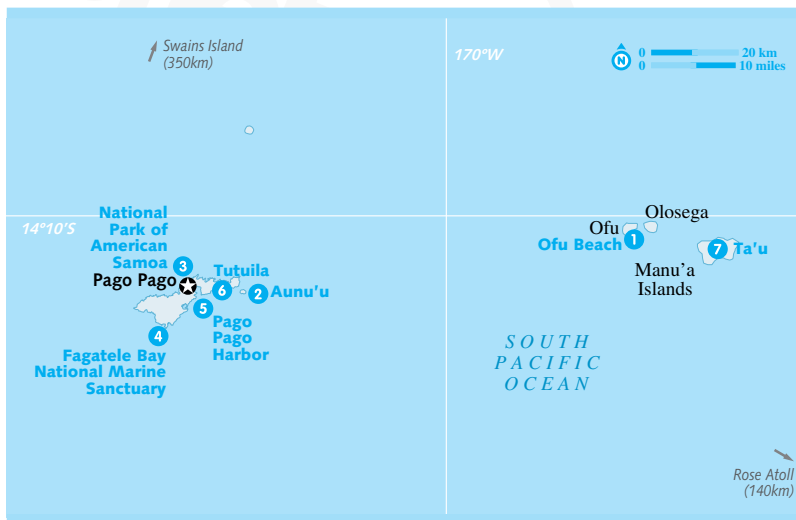 Swains Island
(350km)
170°W
0 20 km
0 10 miles
N
14°10'S
National
Park of
American
Samoa
3
Pago Pago
Tutuila
6
2 Aunu'u
5
Pago
Pago
Harbor
4
Fagatele Bay
National Marine
Sanctuary
Olosega
Ofu
1
Ofu Beach
7 Ta'u
Manu'a
Islands
SOUTH
PACIFIC
OCEAN
Rose Atoll
(140km)